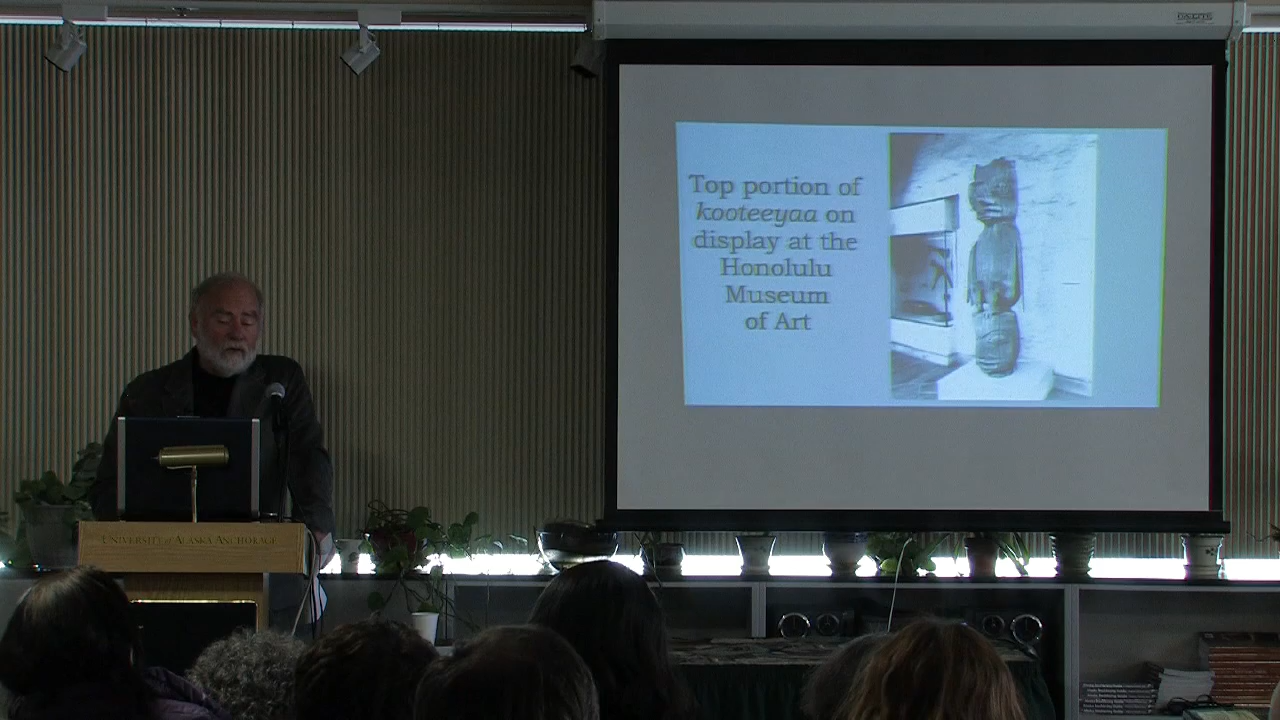 Top portion of
kooteeyaa on
display at the
Honolulu
Museum
of Art
UNIVERSITY of ALASKA ANCHORAGE